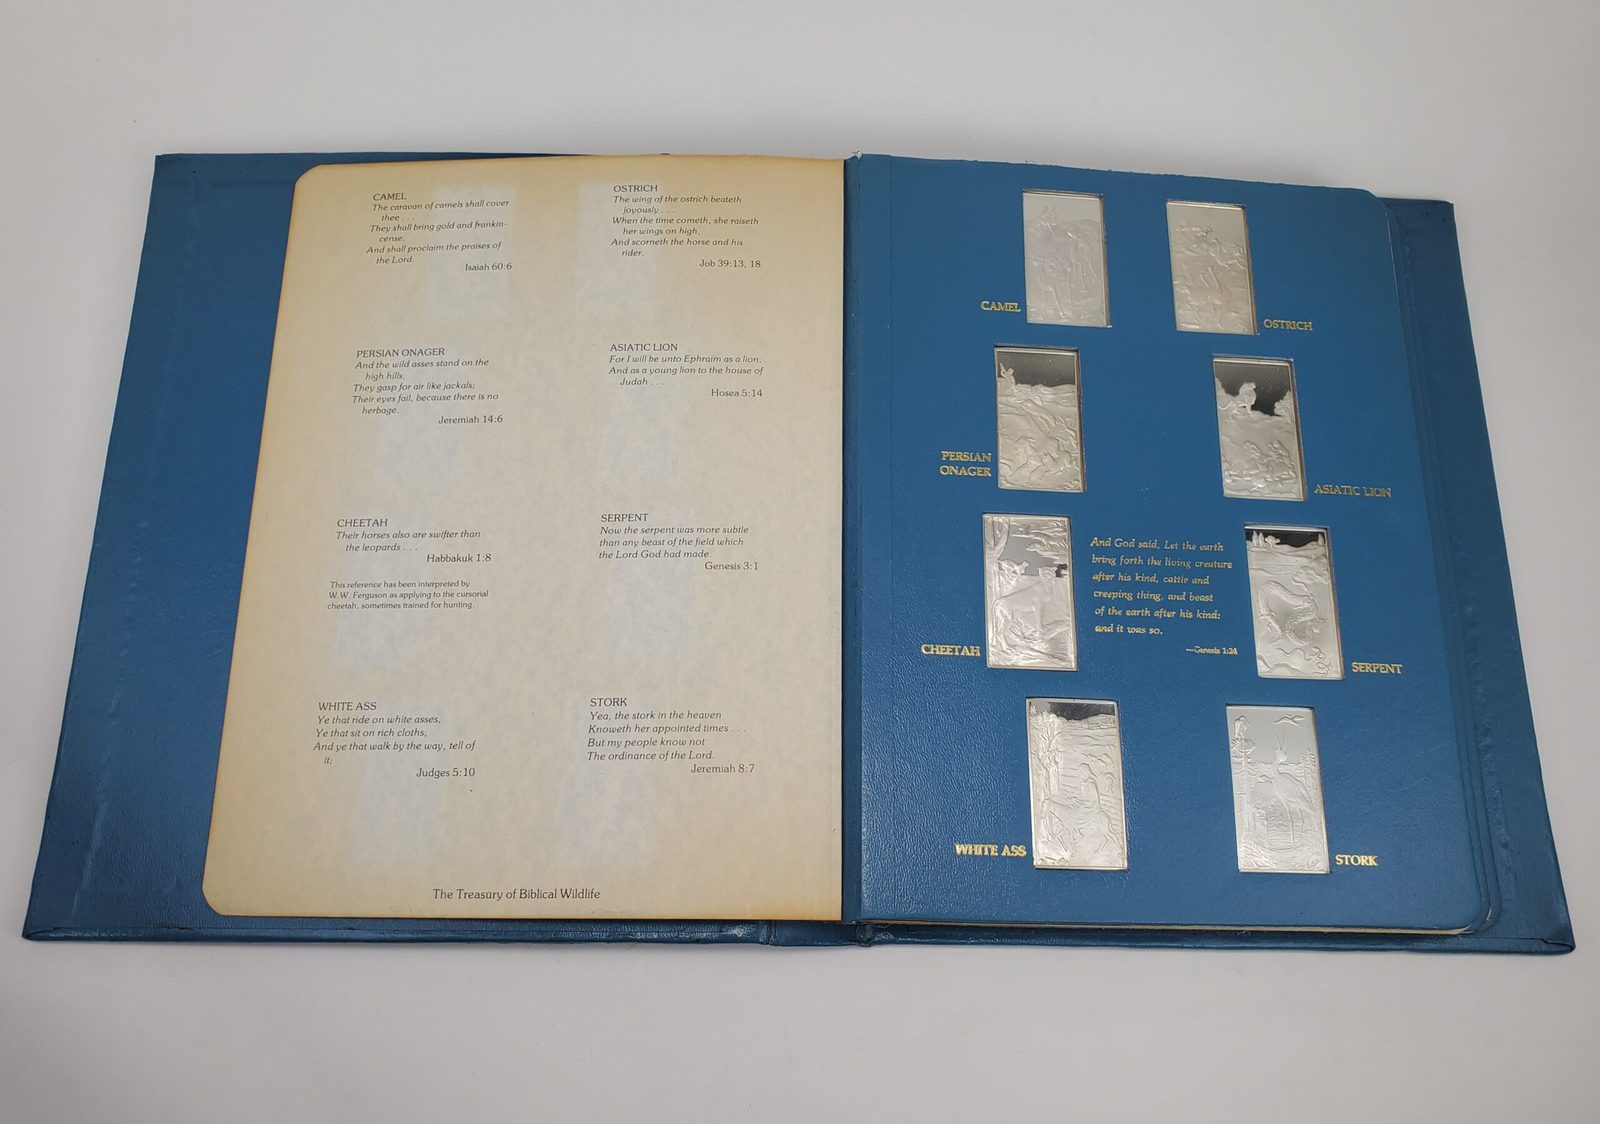 CAMEL
The caravan of camels shall cover
thee . . .
They shall bring gold and frankin-
cense,
And shall proclaim the praises of
the Lord.
Isaiah 60:6
OSTRICH
The wing of the ostrich beateth
joyously . . .
When the time cometh, she raiseth
her wings on high,
And scorneth the horse and his
rider.
Job 39:13, 18
PERSIAN ONAGER
And the wild asses stand on the
high hills,
They gasp for air like jackals;
Their eyes fail, because there is no
herbage.
Jeremiah 14:6
ASIATIC LION
For I will be unto Ephraim as a lion,
And as a young lion to the house of
Judah . . .
Hosea 5:14
CHEETAH
Their horses also are swifter than
the leopards . . .
Habbakuk 1:8
This reference has been interpreted by
W.W. Ferguson as applying to the cursorial
cheetah, sometimes trained for hunting.
SERPENT
Now the serpent was more subtle
than any beast of the field which
the Lord God had made.
Genesis 3:1
WHITE ASS
Ye that ride on white asses,
Ye that sit on rich cloths,
And ye that walk by the way, tell of
it;
Judges 5:10
STORK
Yea, the stork in the heaven
Knoweth her appointed times . . .
But my people know not
The ordinance of the Lord.
Jeremiah 8:7
The Treasury of Biblical Wildlife
CAMEL
OSTRICH
PERSIAN
ONAGER
ASIATIC LION
And God said, Let the earth
bring forth the living creature
after his kind, cattle and
creeping thing, and beast
of the earth after his kind:
and it was so.
—Genesis 1:24
CHEETAH
SERPENT
WHITE ASS
STORK